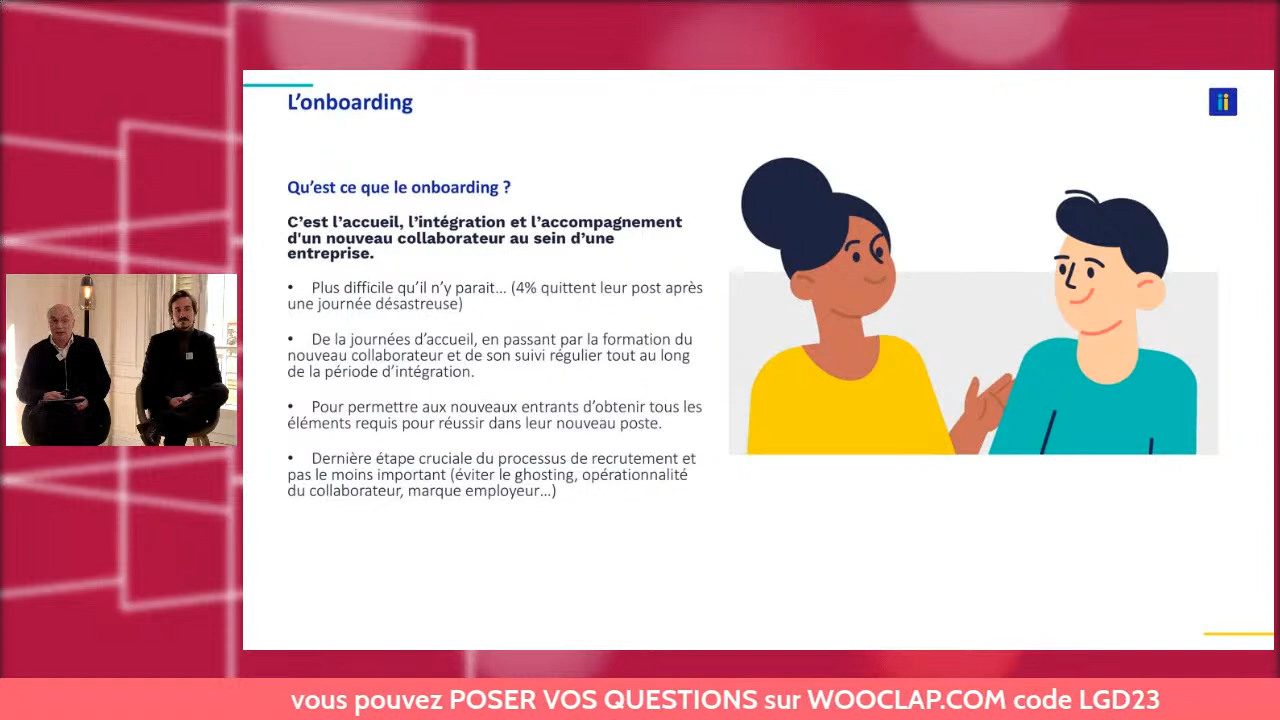 L’onboarding
ii
Qu’est ce que le onboarding ?
C’est l’accueil, l’intégration et l’accompagnement
d'un nouveau collaborateur au sein d’une
entreprise.
• Plus difficile qu’il n’y parait... (4% quittent leur post après
une journée désastreuse)
• De la journées d’accueil, en passant par la formation du
nouveau collaborateur et de son suivi régulier tout au long
de la période d’intégration.
• Pour permettre aux nouveaux entrants d’obtenir tous les
éléments requis pour réussir dans leur nouveau poste.
• Dernière étape cruciale du processus de recrutement et
pas le moins important (éviter le ghosting, opérationnalité
du collaborateur, marque employeur...)
vous pouvez POSER VOS QUESTIONS sur WOOCLAP.COM code LGD23